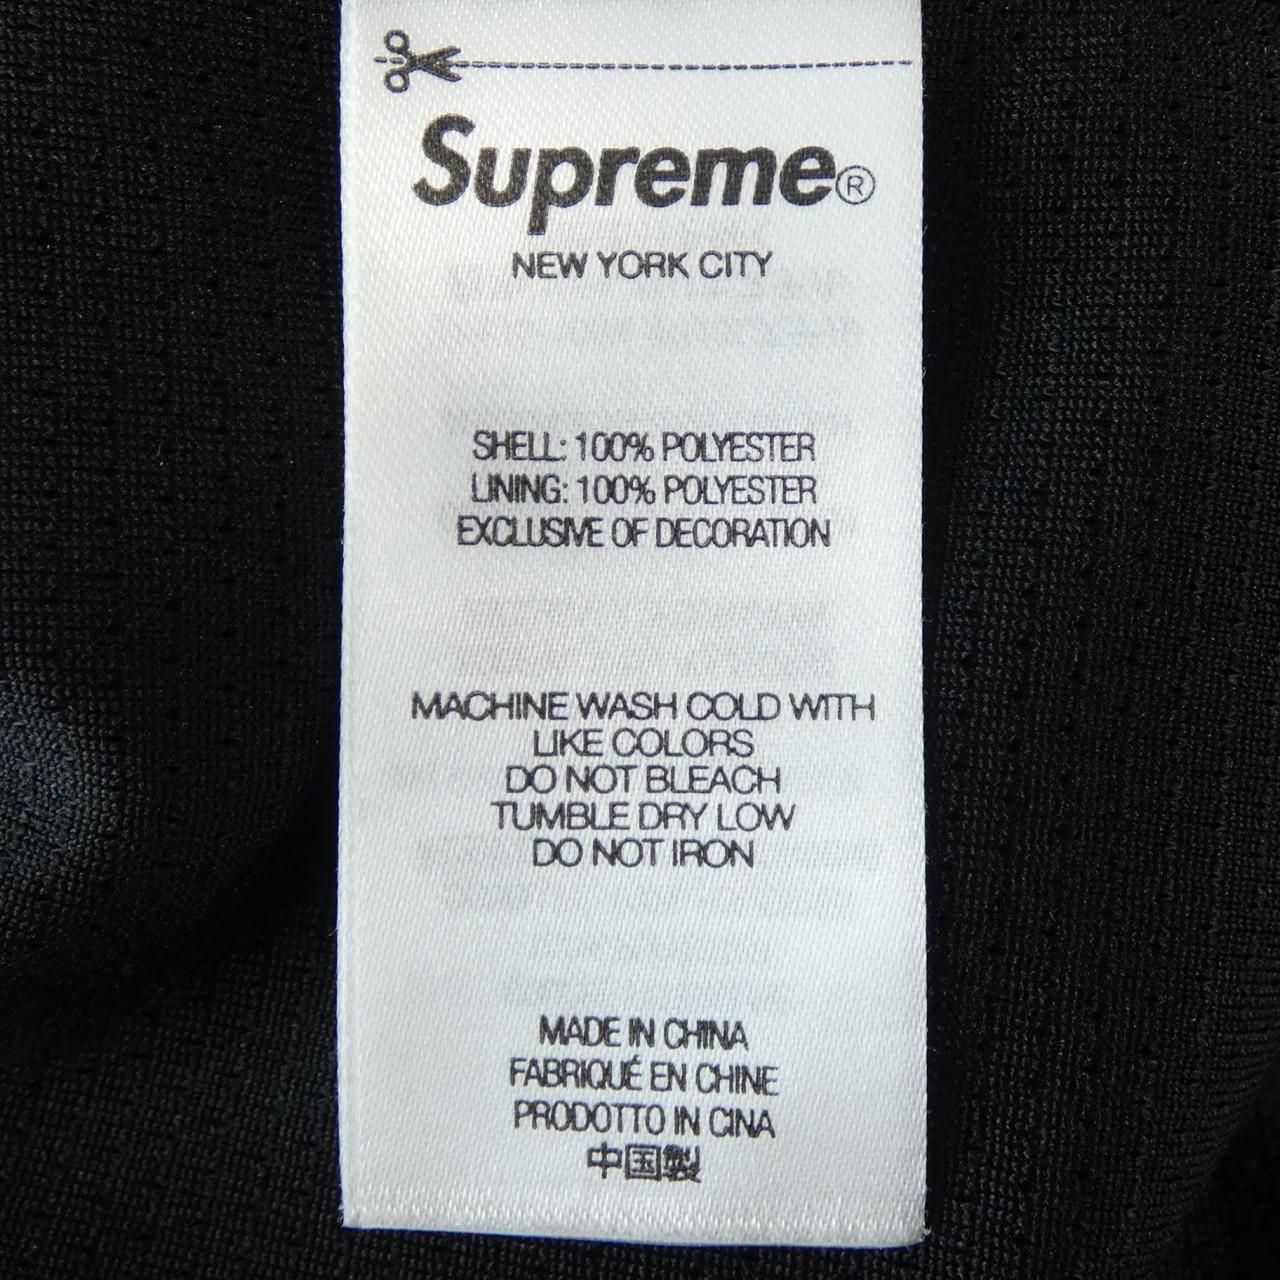 Supreme®
NEW YORK CITY
SHELL: 100% POLYESTER
LINING: 100% POLYESTER
EXCLUSIVE OF DECORATION
MACHINE WASH COLD WITH
LIKE COLORS
DO NOT BLEACH
TUMBLE DRY LOW
DO NOT IRON
MADE IN CHINA
FABRIQUÉ EN CHINE
PRODOTTO IN CINA
中国製